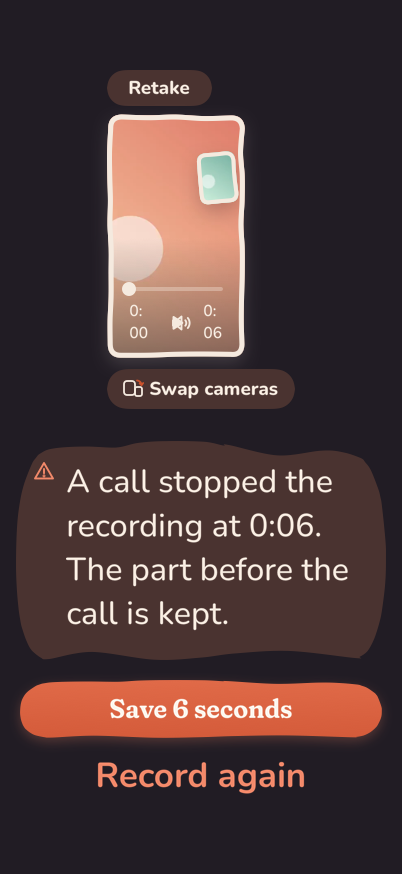 Retake
0:
00
0:
06
Swap cameras
A call stopped the
recording at 0:06.
The part before the
call is kept.
Save 6 seconds
Record again